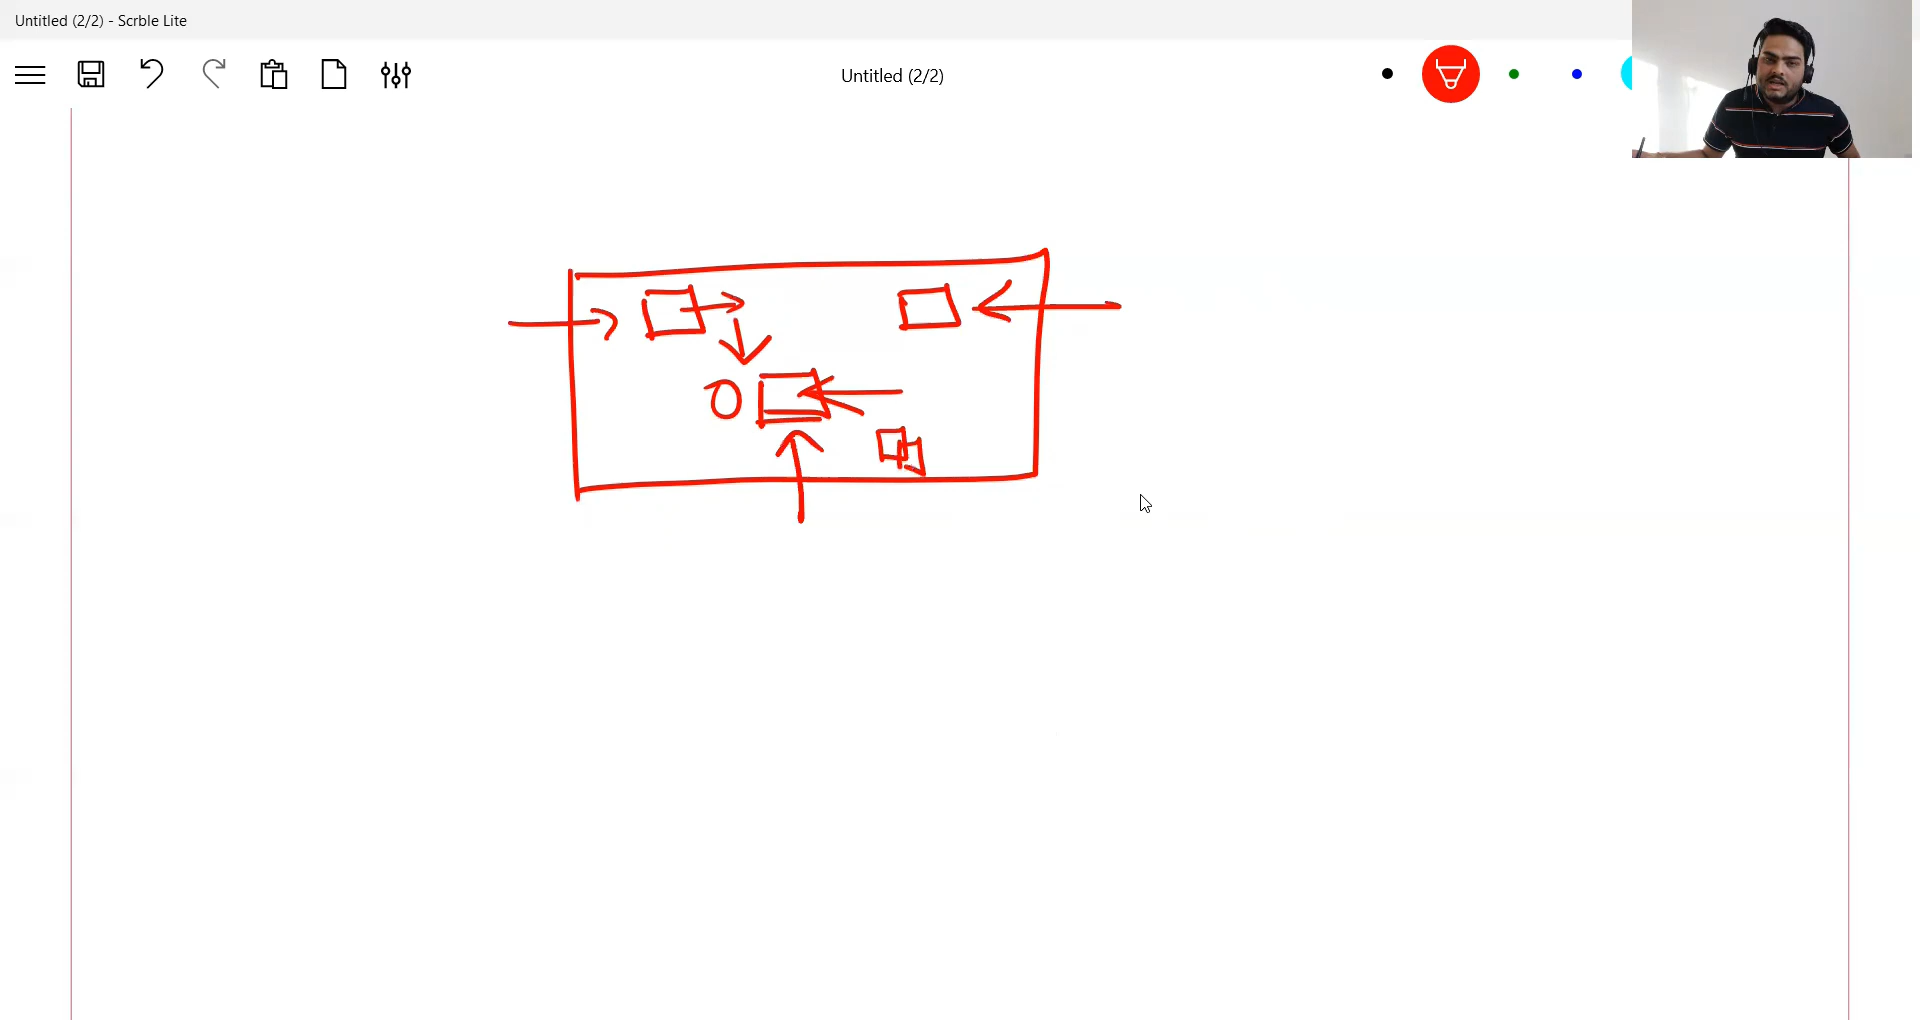 Untitled (2/2) - Scrble Lite
Untitled (2/2)
0